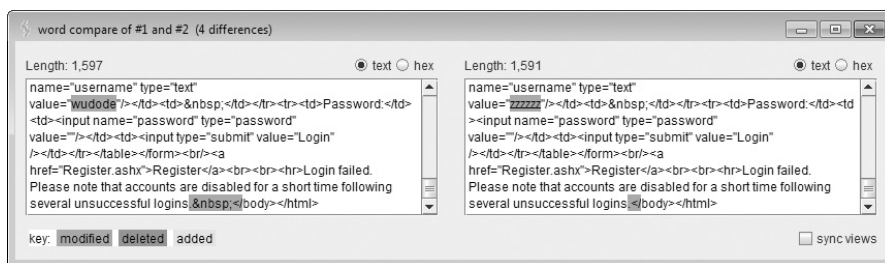 word compare of #1 and #2 (4 differences)
Length: 1,597
text hex
name="username" type="text"
value="wudode"/></td><td>&nbsp;</td></tr><tr><td>Password:</td>
<td><input name="password" type="password"
value=""/></td><td><input type="submit" value="Login"
/></td></tr></table></form><br/><a
href="Register.ashx">Register</a><br><br><hr>Login failed.
Please note that accounts are disabled for a short time following
several unsuccessful logins.&nbsp;</body></html>
Length: 1,591
text hex
name="username" type="text"
value="zzzzzz"/></td><td>&nbsp;</td></tr><tr><td>Password:</td><td
><input name="password" type="password"
value=""/></td><td><input type="submit" value="Login"
/></td></tr></table></form><br/><a
href="Register.ashx">Register</a><br><br><hr>Login failed.
Please note that accounts are disabled for a short time following
several unsuccessful logins.</body></html>
key: modified deleted added
sync views